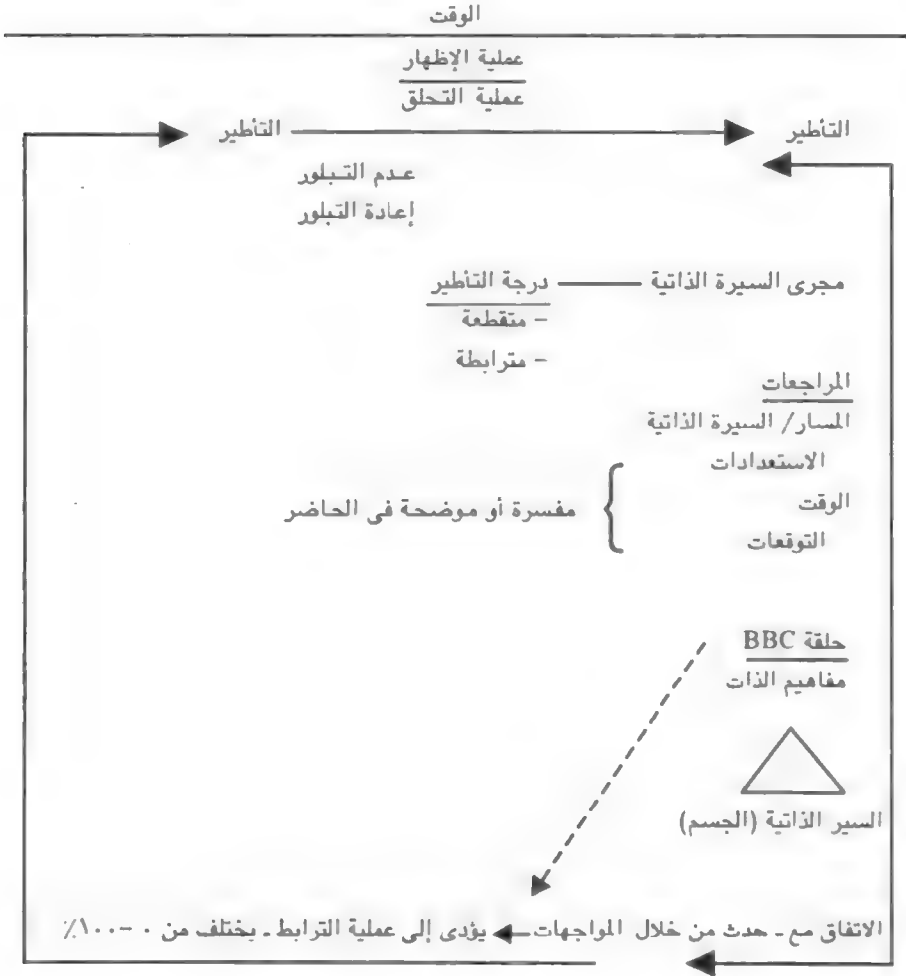 الوقت
عملية الإظهار
عملية التحلق
التأطير
التأطير
عدم التبلور
إعادة التبلور
مجرى السيرة الذاتية
درجة التأطير
- متقطعة
- مترابطة
المراجعات
المسار/ السيرة الذاتية
الاستعدادات
الوقت
التوقعات
مفسرة أو موضحة فى الحاضر
حلقة BBC
مفاهيم الذات
السير الذاتية (الجسم)
الاتفاق مع ـ حدث من خلال المواجهات يؤدى إلى عملية الترابط ـ يختلف من ٠ -١٠٠٪